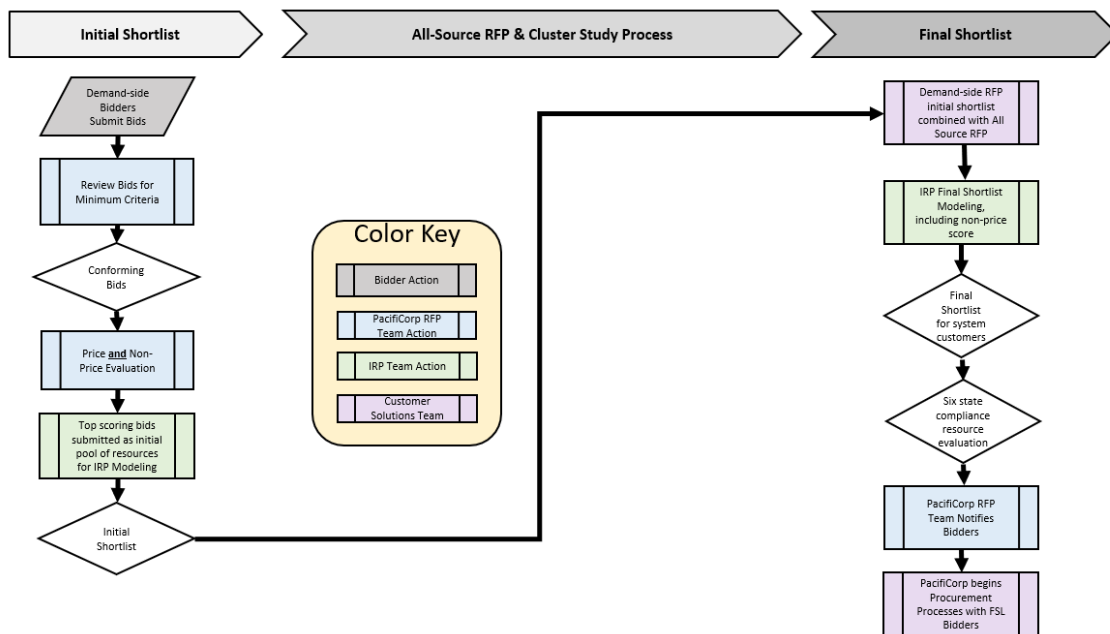 Initial Shortlist
All-Source RFP & Cluster Study Process
Final Shortlist
Demand-side
Bidders
Submit Bids
Review Bids for
Minimum Criteria
Conforming
Bids
Price and Non-
Price Evaluation
Top scoring bids
submitted as initial
pool of resources
for IRP Modeling
Initial
Shortlist
Color Key
Bidder Action
PacifiCorp RFP
Team Action
IRP Team Action
Customer
Solutions Team
Demand-side RFP
initial shortlist
combined with All
Source RFP
IRP Final Shortlist
Modeling,
including non-price
score
Final
Shortlist
for system
customers
Six state
compliance
resource
evaluation
PacifiCorp RFP
Team Notifies
Bidders
PacifiCorp begins
Procurement
Processes with FSL
Bidders